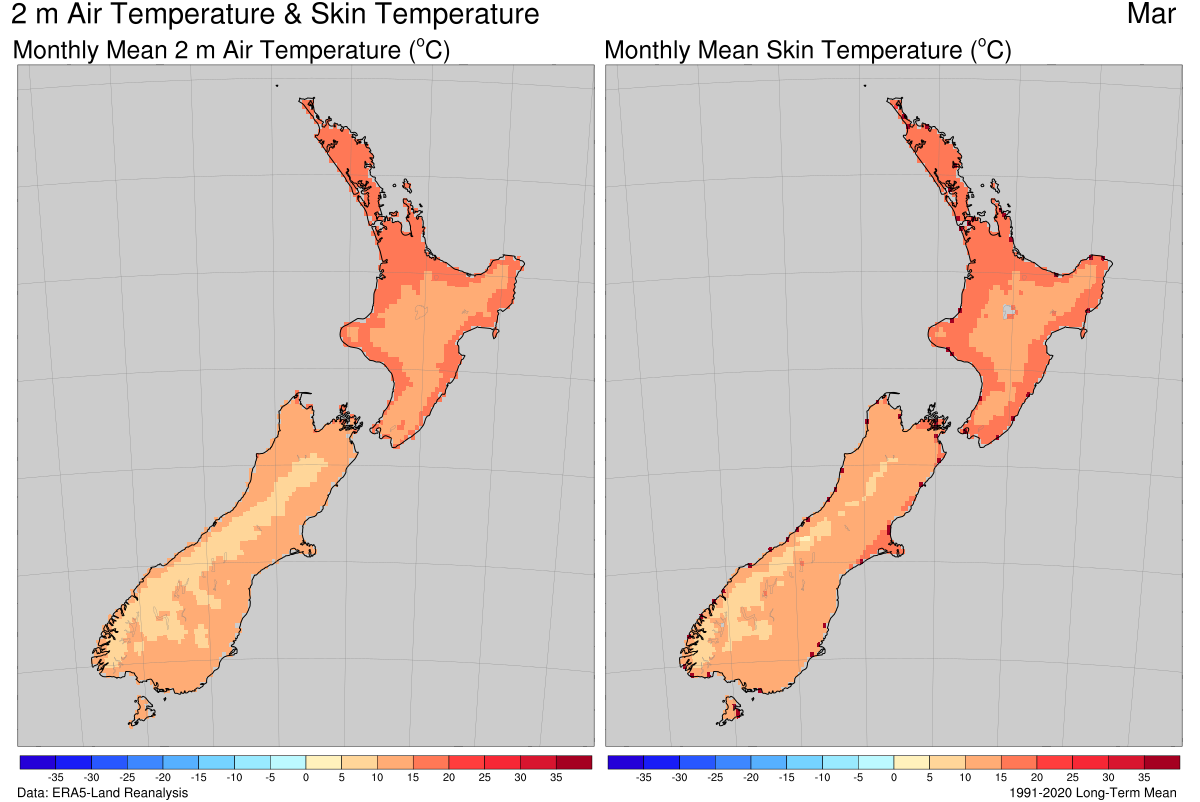 2 m Air Temperature & Skin Temperature Mar
Monthly Mean 2 m Air Temperature (°C) Monthly Mean Skin Temperature (°C)
-35 -30 -25 -20 -15 -10 -5 0 5 10 15 20 25 30 35 -35 -30 -25 -20 -15 -10 -5 0 5 10 15 20 25 30 35
Data: ERA5-Land Reanalysis 1991-2020 Long-Term Mean